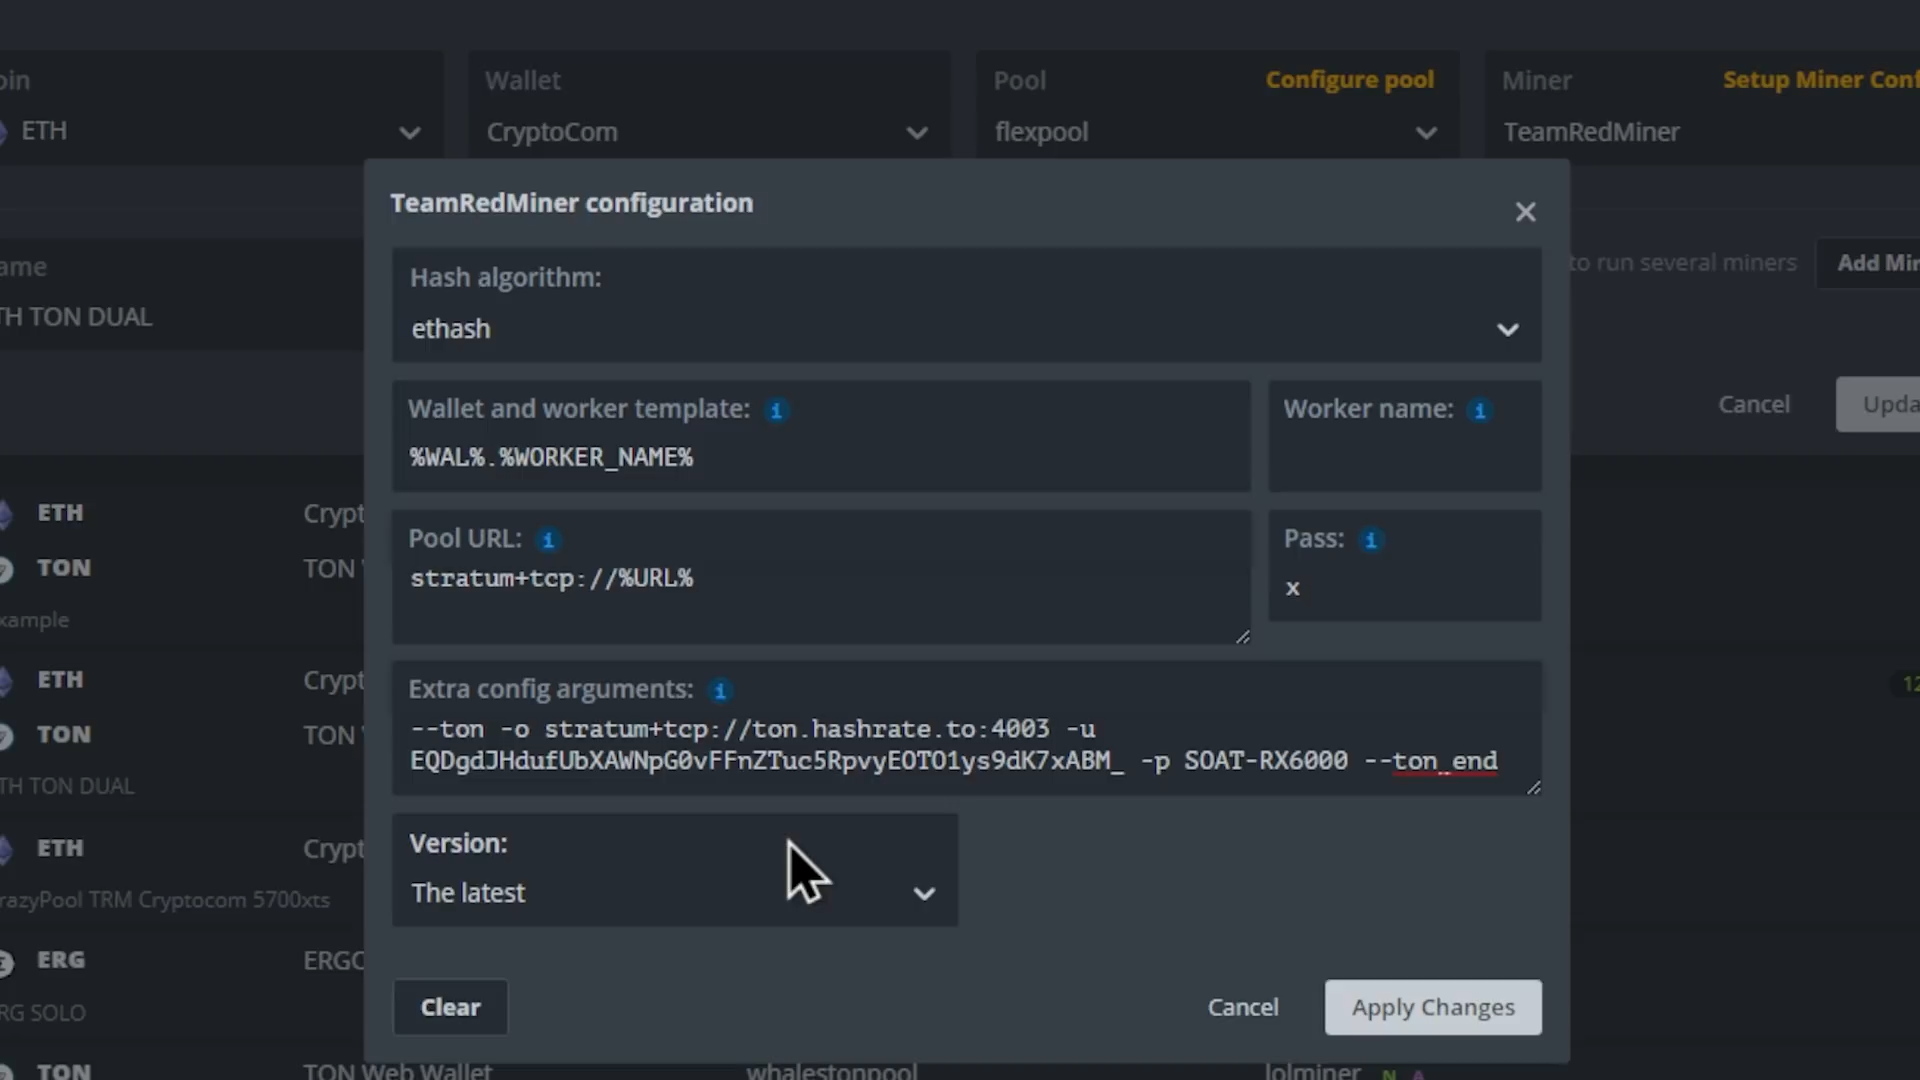 oin
Wallet
Pool
Configure pool
Miner
Setup Miner Conf
ETH
CryptoCom
flexpool
TeamRedMiner
TeamRedMiner configuration
ame
TH TON DUAL
Hash algorithm:
ethash
to run several miners
Add Min
Wallet and worker template:
%WAL%.%WORKER_NAME%
Worker name:
Cancel
Upda
Pool URL:
stratum+tcp://%URL%
Pass:
x
Extra config arguments:
--ton -o stratum+tcp://ton.hashrate.to:4003 -u
EQDgdJHdufUbXAWNpG0vFFnZTuc5RpvyEOTO1ys9dK7xABM_ -p SOAT-RX6000 --ton_end
Version:
The latest
Clear
Cancel
Apply Changes
ETH
Crypt
TON
TON
xample
ETH
Crypt
12
TON
TON
TH TON DUAL
ETH
Crypt
razyPool TRM Cryptocom 5700xts
ERG
ERGO
RG SOLO
TON
TON Web Wallet
whalestonpool
lolminer
N A